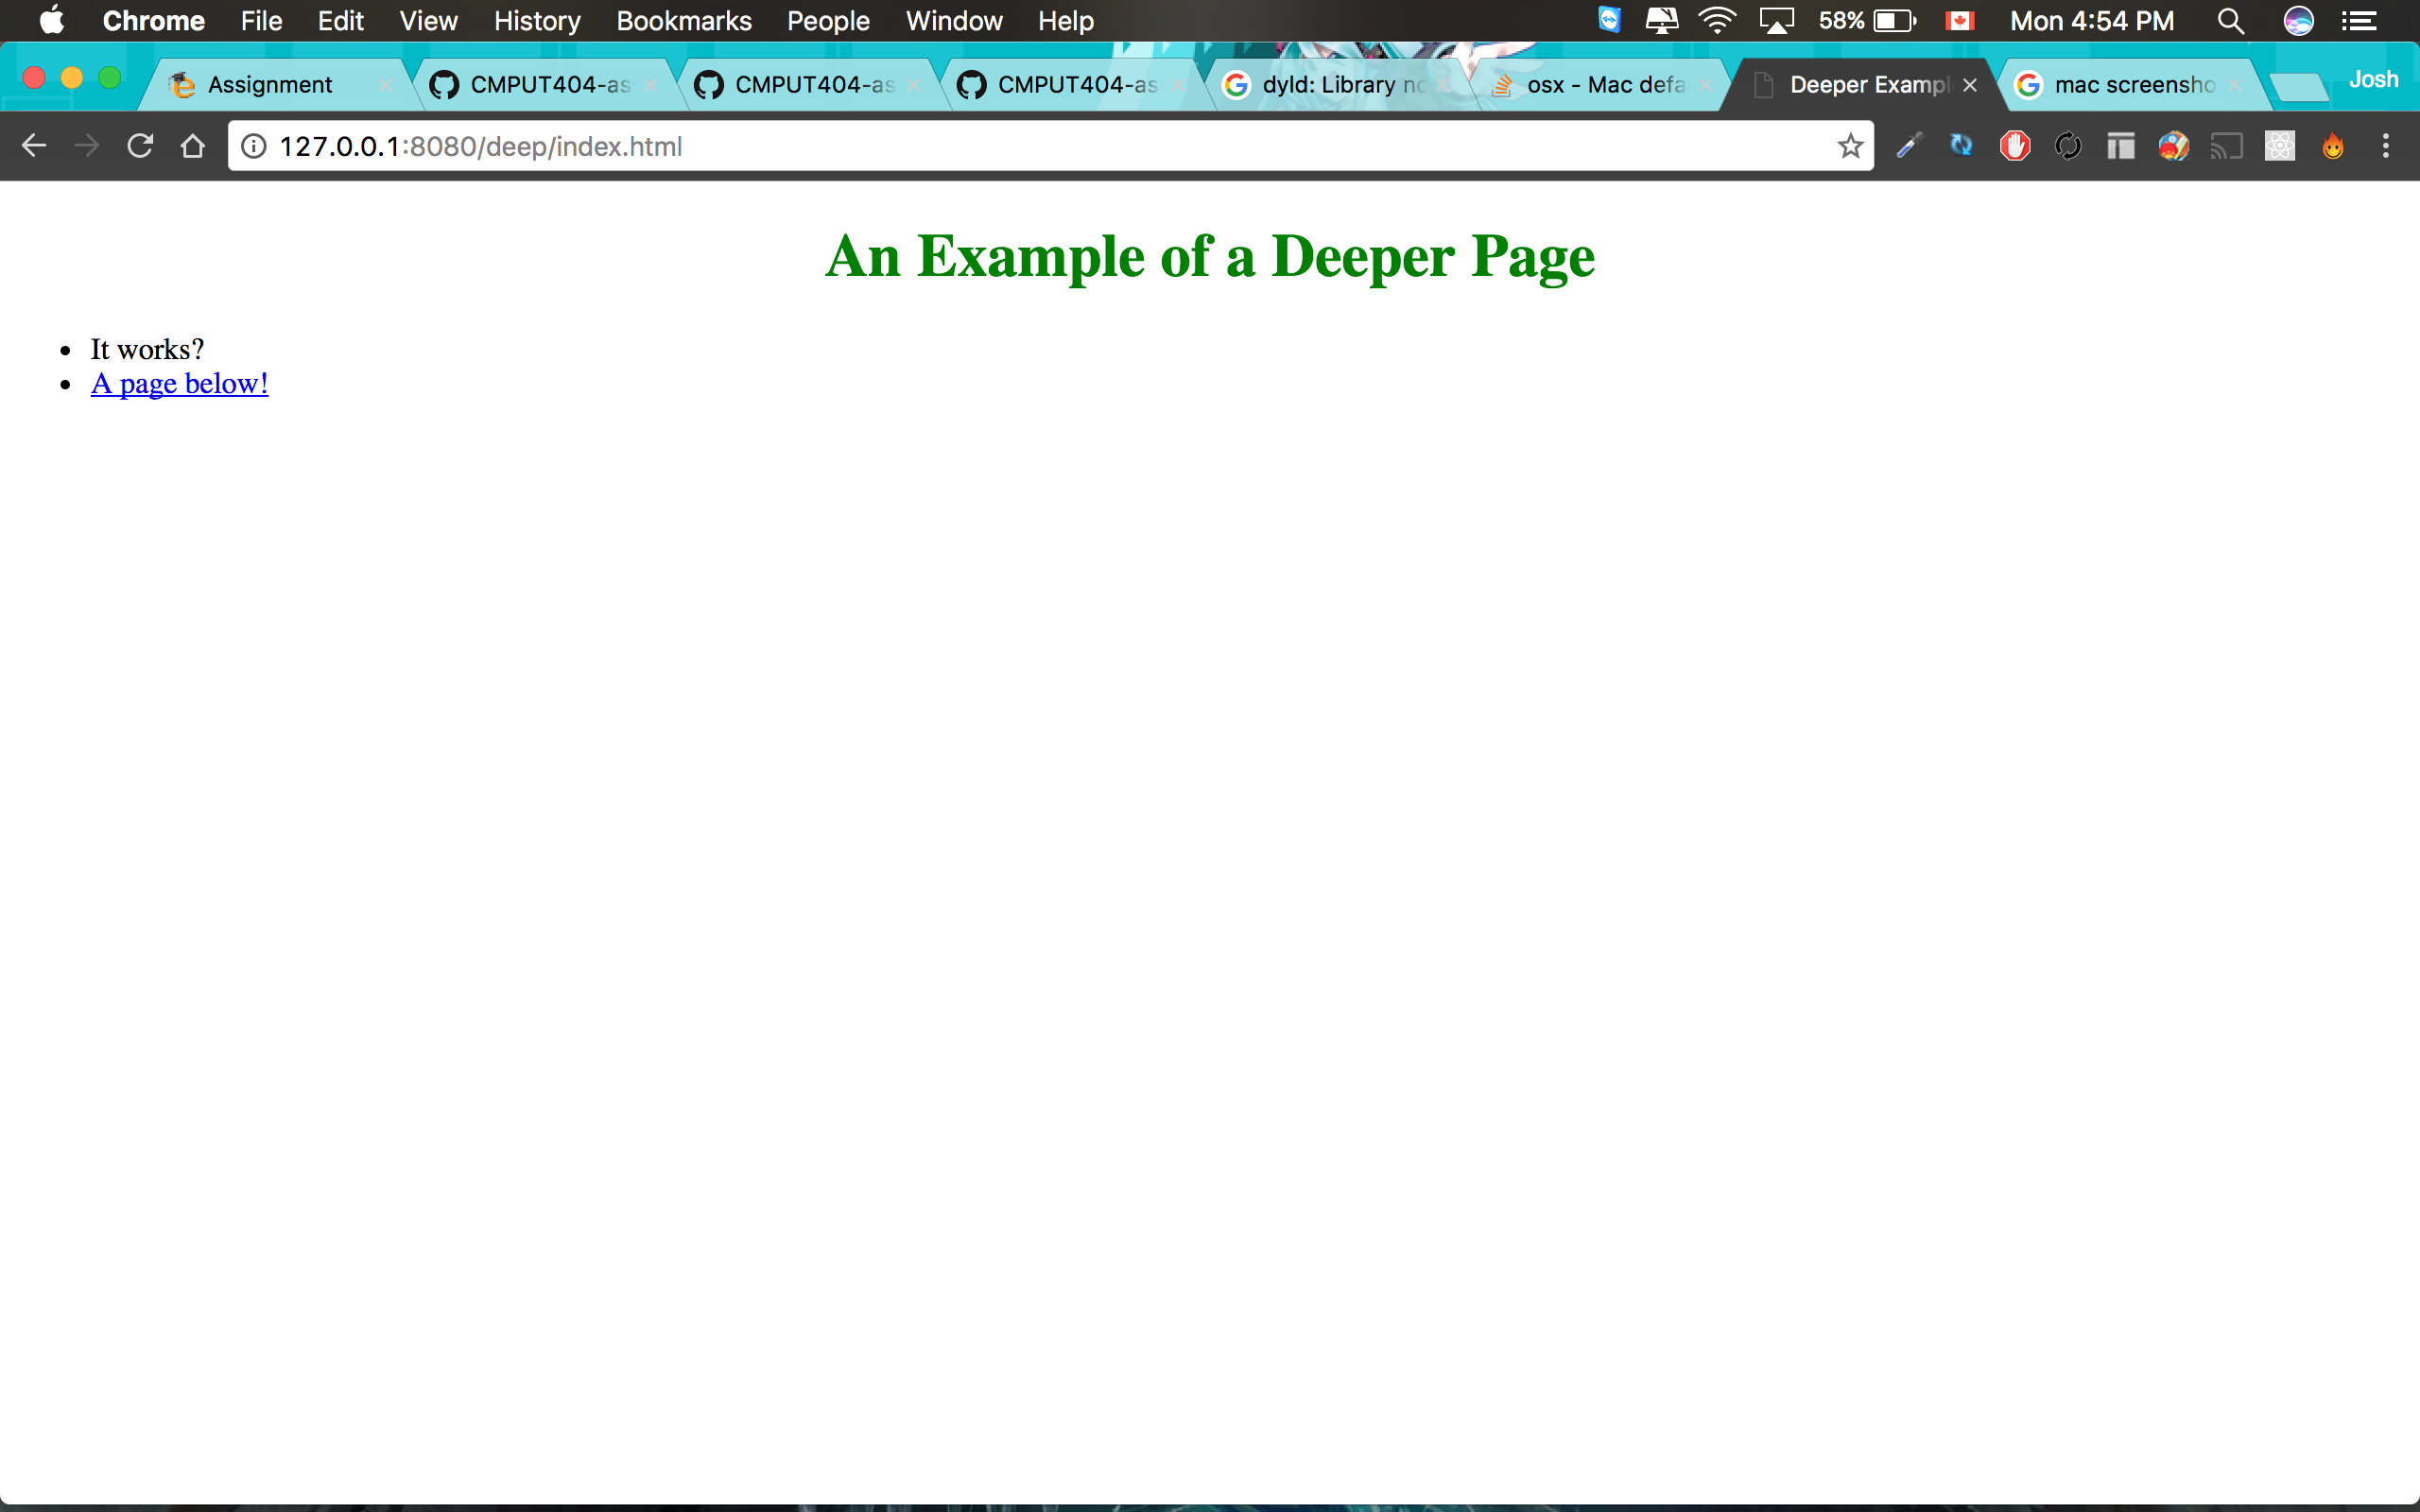 Chrome File Edit View History Bookmarks People Window Help 58% Mon 4:54 PM
Assignment CMPUT404-as CMPUT404-as CMPUT404-as dyld: Library no osx - Mac defa Deeper Exampl mac screensho Josh
127.0.0.1:8080/deep/index.html
An Example of a Deeper Page
• It works?
• A page below!